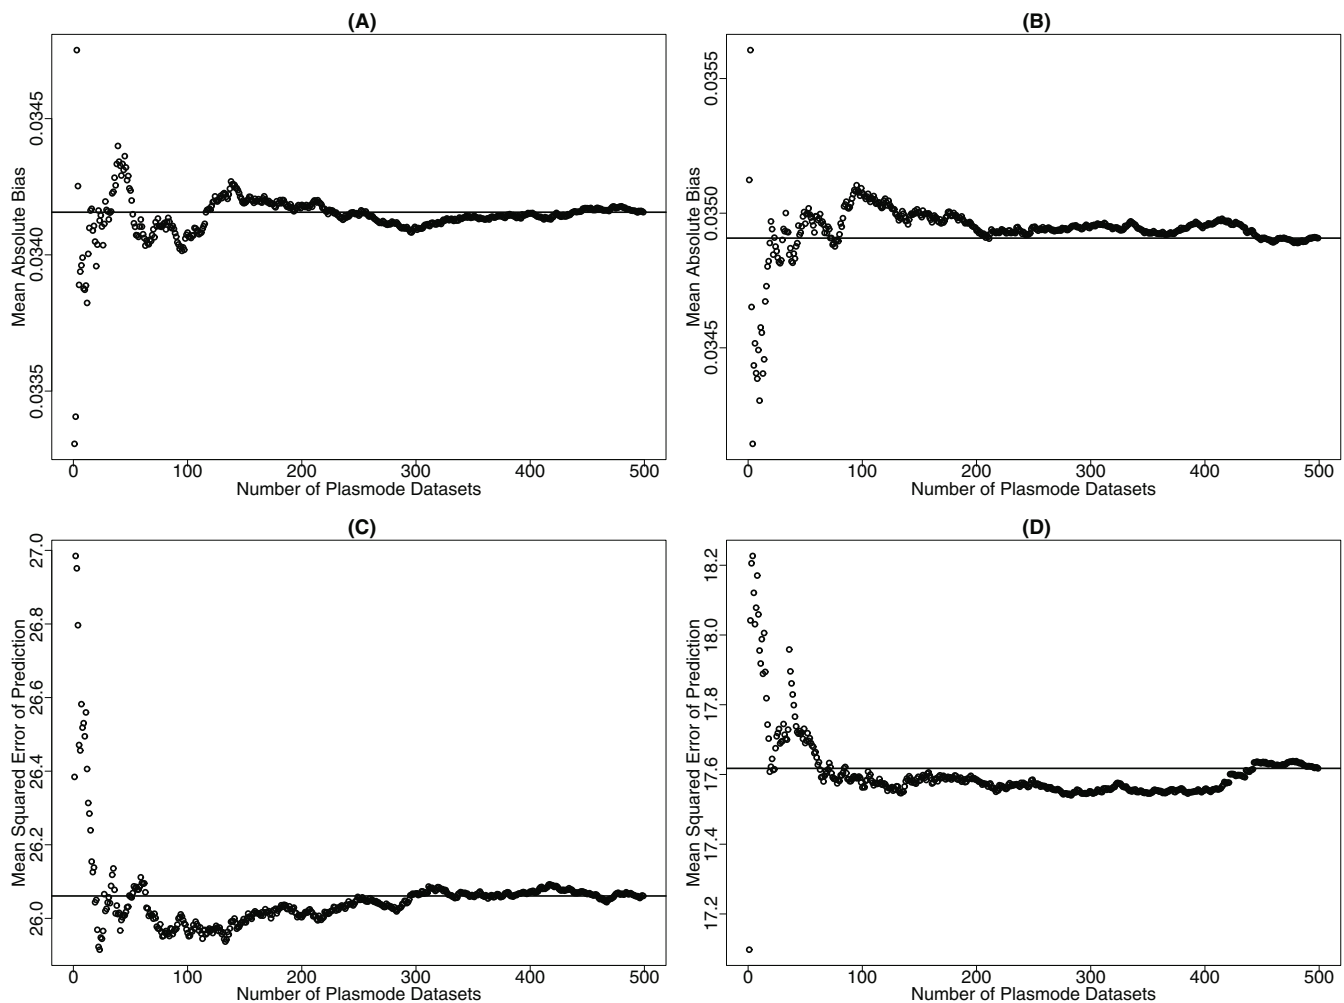 (A)
Mean Absolute Bias
0.0345
0.0340
0.0335
0 100 200 300 400 500
Number of Plasmode Datasets
(B)
Mean Absolute Bias
0.0355
0.0350
0.0345
0 100 200 300 400 500
Number of Plasmode Datasets
(C)
Mean Squared Error of Prediction
27.0
26.8
26.6
26.4
26.2
26.0
0 100 200 300 400 500
Number of Plasmode Datasets
(D)
Mean Squared Error of Prediction
18.2
18.0
17.8
17.6
17.4
17.2
0 100 200 300 400 500
Number of Plasmode Datasets